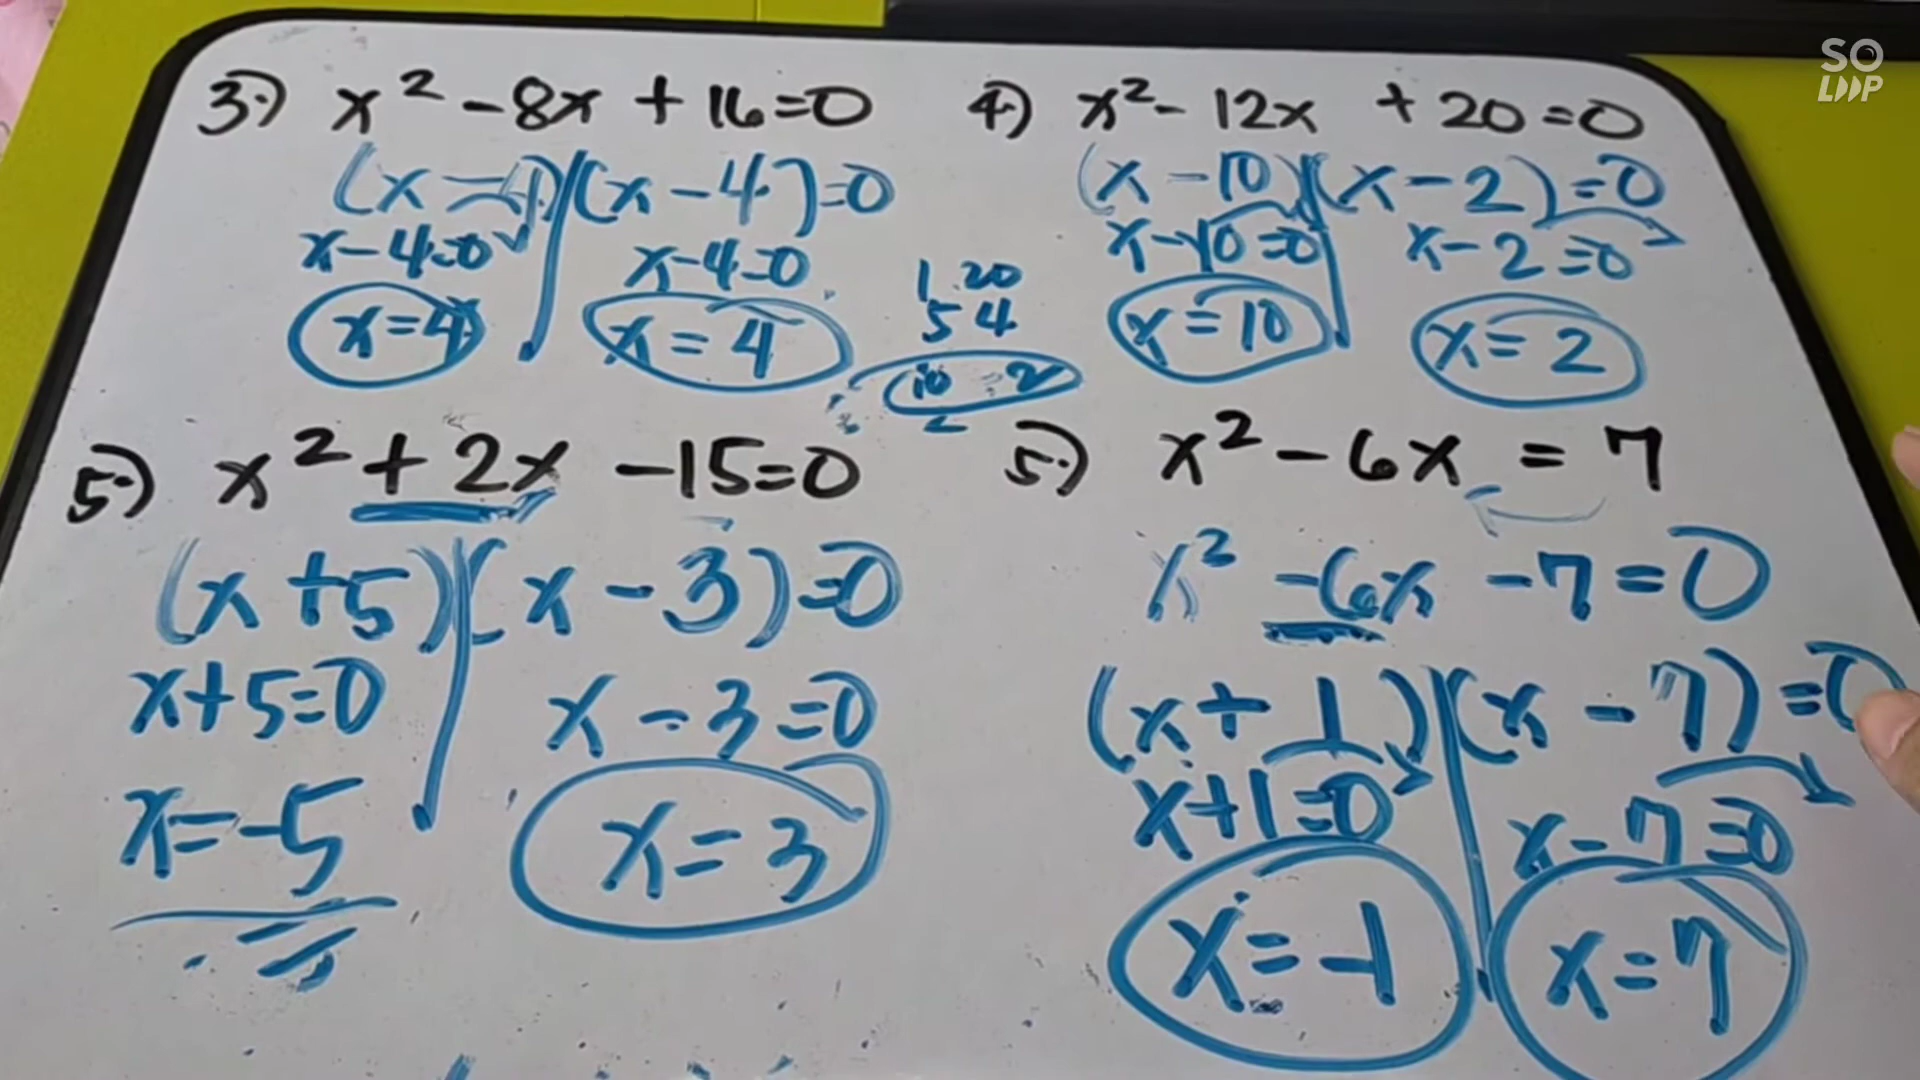 SO
LOOP
3.) x² - 8x + 16=0
(x - 4)(x - 4)=0
x-4=0
x-4=0
x=4
x=4
4) x² - 12x + 20=0
(x - 10)(x - 2)=0
x-10=0
x-2=0
x=10
x=2
1 20
5 4
10 2
5.) x² + 2x - 15=0
(x+5)(x-3)=0
x+5=0
x-3=0
x=-5
x=3
5.) x² - 6x = 7
x² - 6x - 7=0
(x+1)(x-7)=0
x+1=0
x-7=0
x=-1
x=7